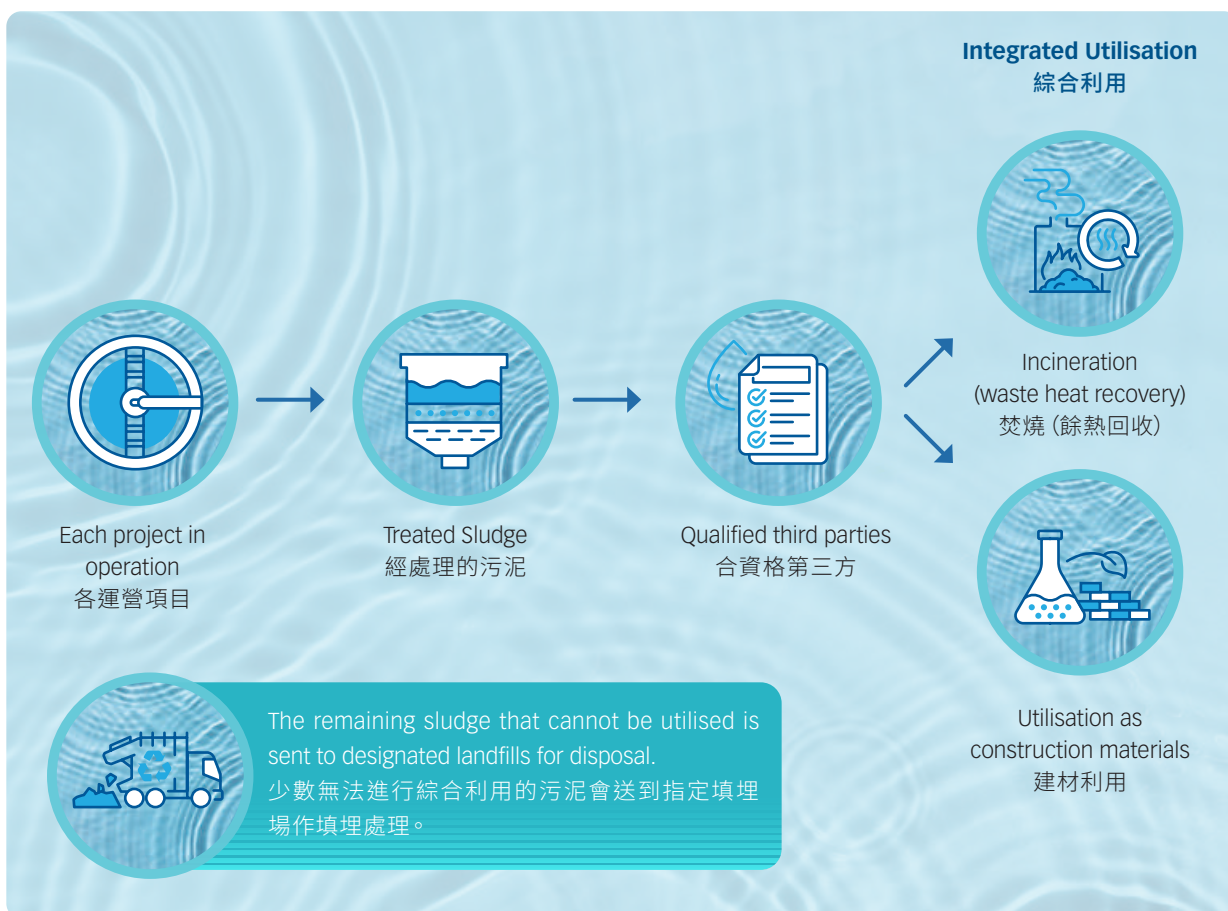 Integrated Utilisation
綜合利用
Incineration
(waste heat recovery)
焚燒（餘熱回收）
Each project in
operation
各運營項目
Treated Sludge
經處理的污泥
Qualified third parties
合資格第三方
Utilisation as
construction materials
建材利用
The remaining sludge that cannot be utilised is
sent to designated landfills for disposal.
少數無法進行綜合利用的污泥會送到指定填埋
場作填埋處理。